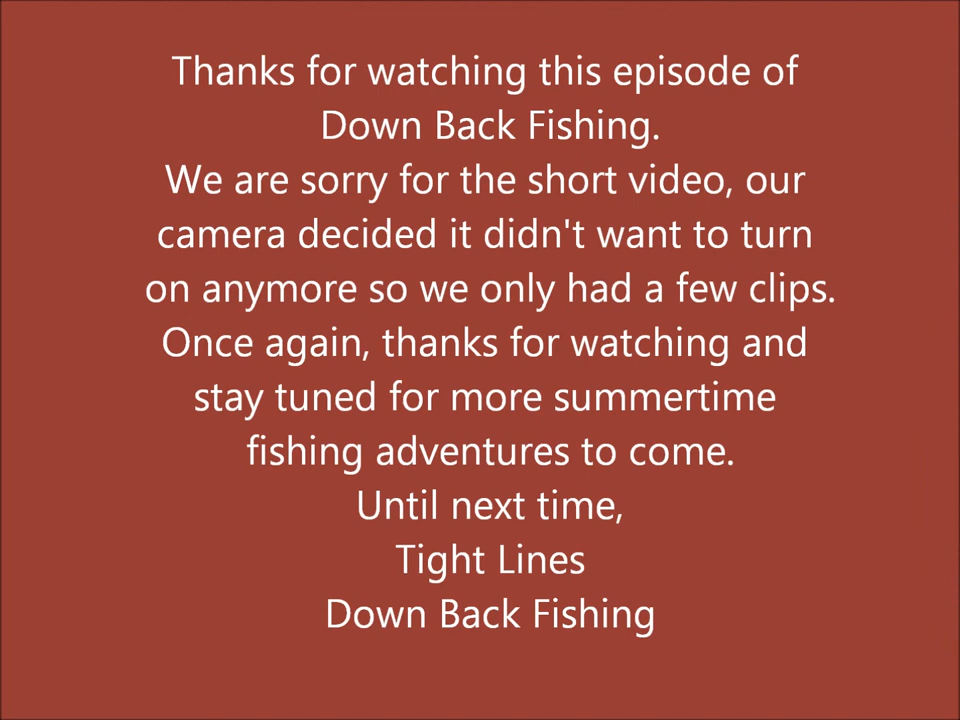 Thanks for watching this episode of
Down Back Fishing.
We are sorry for the short video, our
camera decided it didn't want to turn
on anymore so we only had a few clips.
Once again, thanks for watching and
stay tuned for more summertime
fishing adventures to come.
Until next time,
Tight Lines
Down Back Fishing